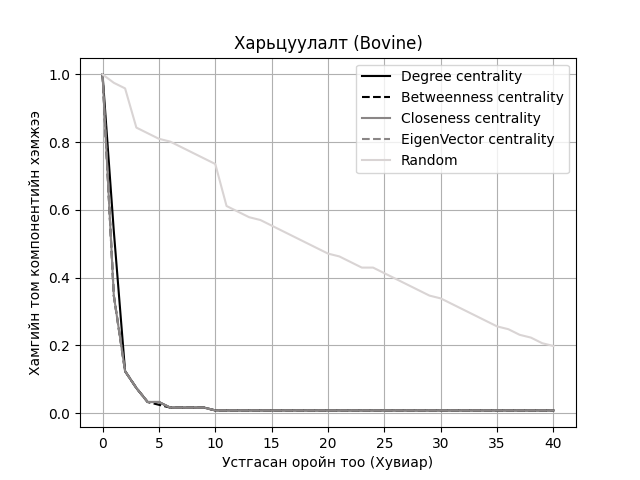 Харьцуулалт (Bovine)
Хамгийн том компонентийн хэмжээ
1.0
0.8
0.6
0.4
0.2
0.0
Degree centrality
Betweenness centrality
Closeness centrality
EigenVector centrality
Random
0 5 10 15 20 25 30 35 40
Устгасан оройн тоо (Хувиар)